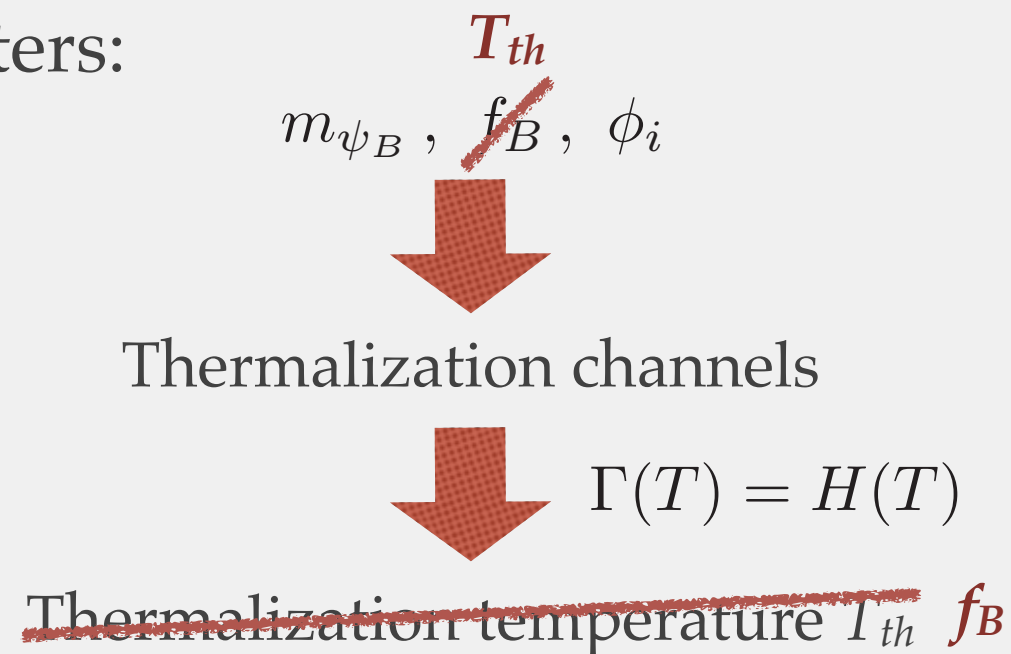 ters:
T_th
m_ψ_B , f_B , ϕ_i
Thermalization channels
Γ(T) = H(T)
Thermalization temperature T_th f_B